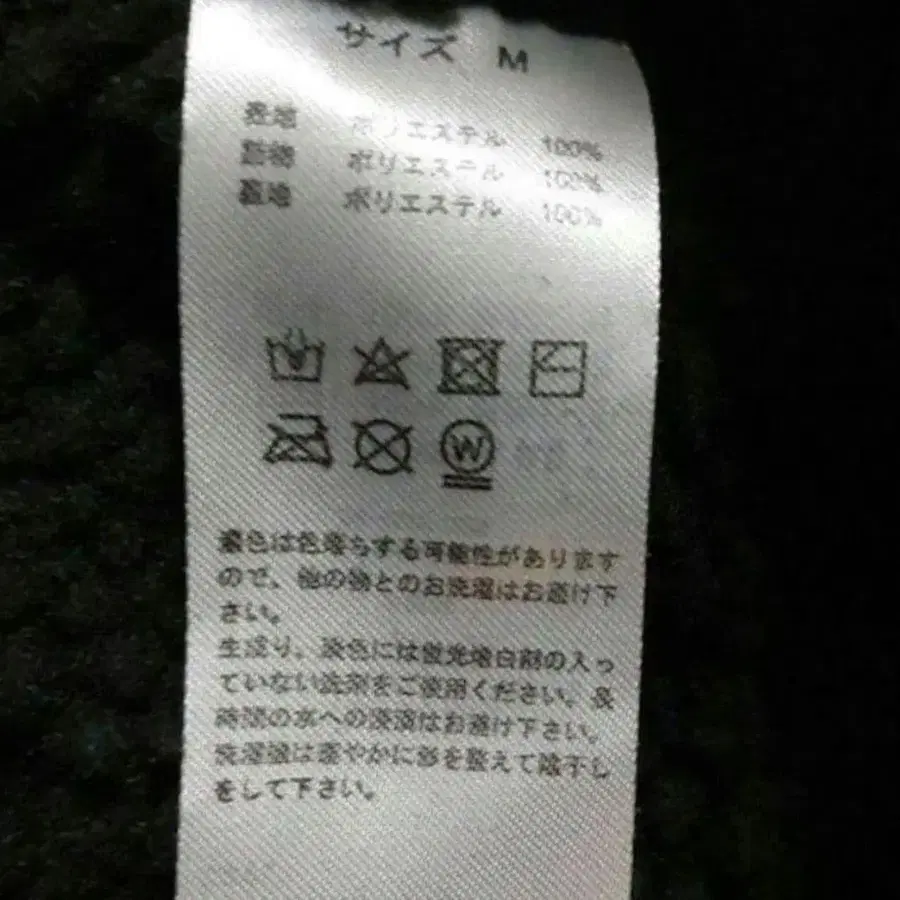 サイズ M
表地 ポリエステル 100%
詰物 ポリエステル 100%
裏地 ポリエステル 100%
W
濃色は色落ちする可能性があります
ので、他の物とのお洗濯はお避け下
さい。
生成り、淡色には蛍光増白剤の入っ
ていない洗剤をご使用ください。長
時間の水への浸漬はお避け下さい。
洗濯後は速やかに形を整えて陰干し
をして下さい。